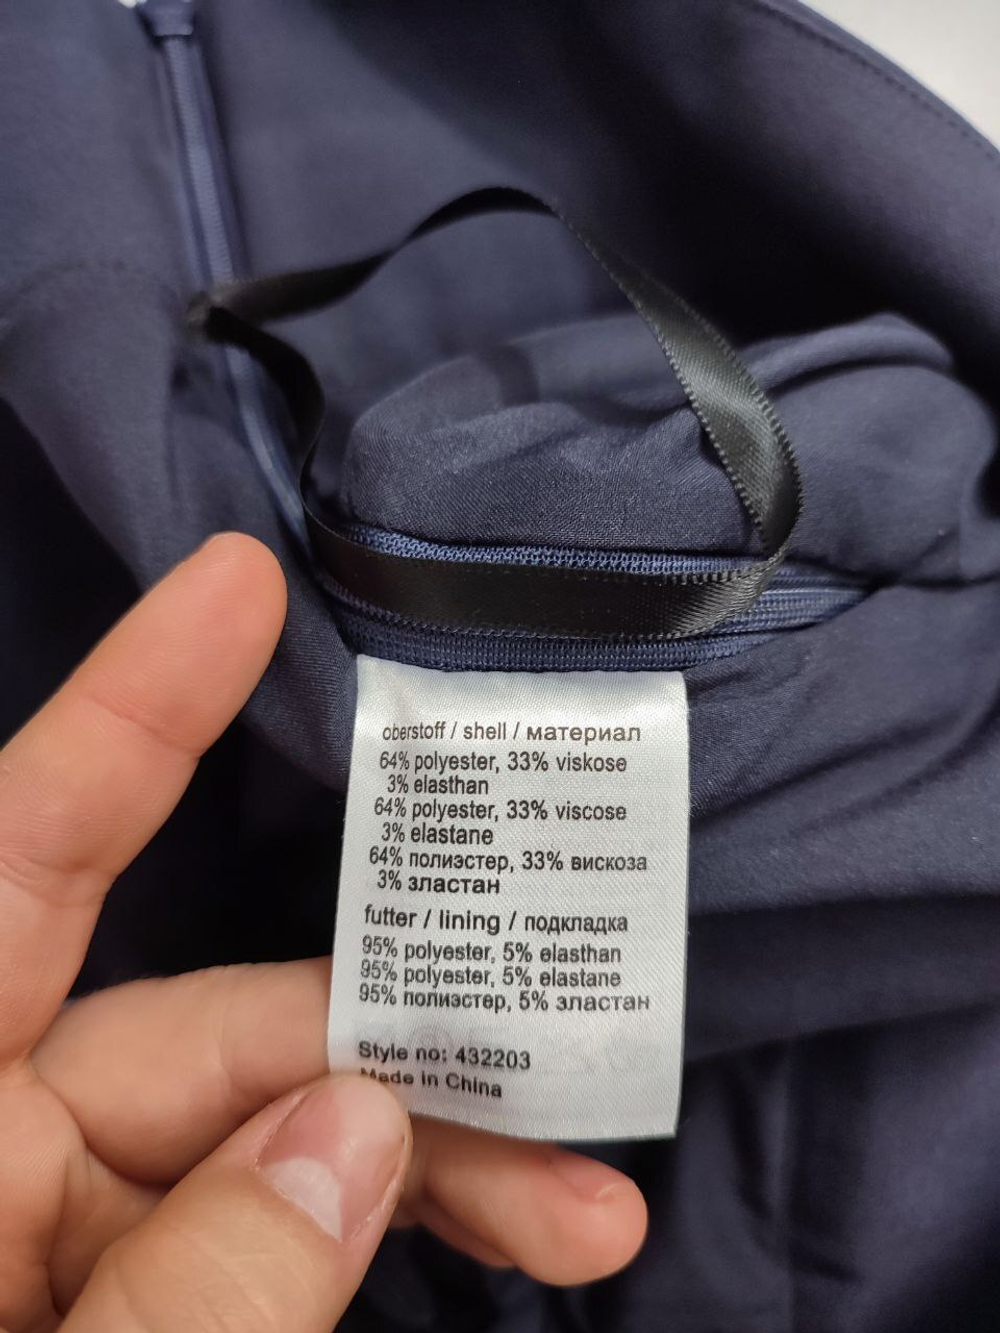 oberstoff / shell / материал
64% polyester, 33% viskose
3% elasthan
64% polyester, 33% viscose
3% elastane
64% полиэстер, 33% вискоза
3% зластан
futter / lining / подкладка
95% polyester, 5% elasthan
95% polyester, 5% elastane
95% полиэстер, 5% зластан
Style no: 432203
Made in China